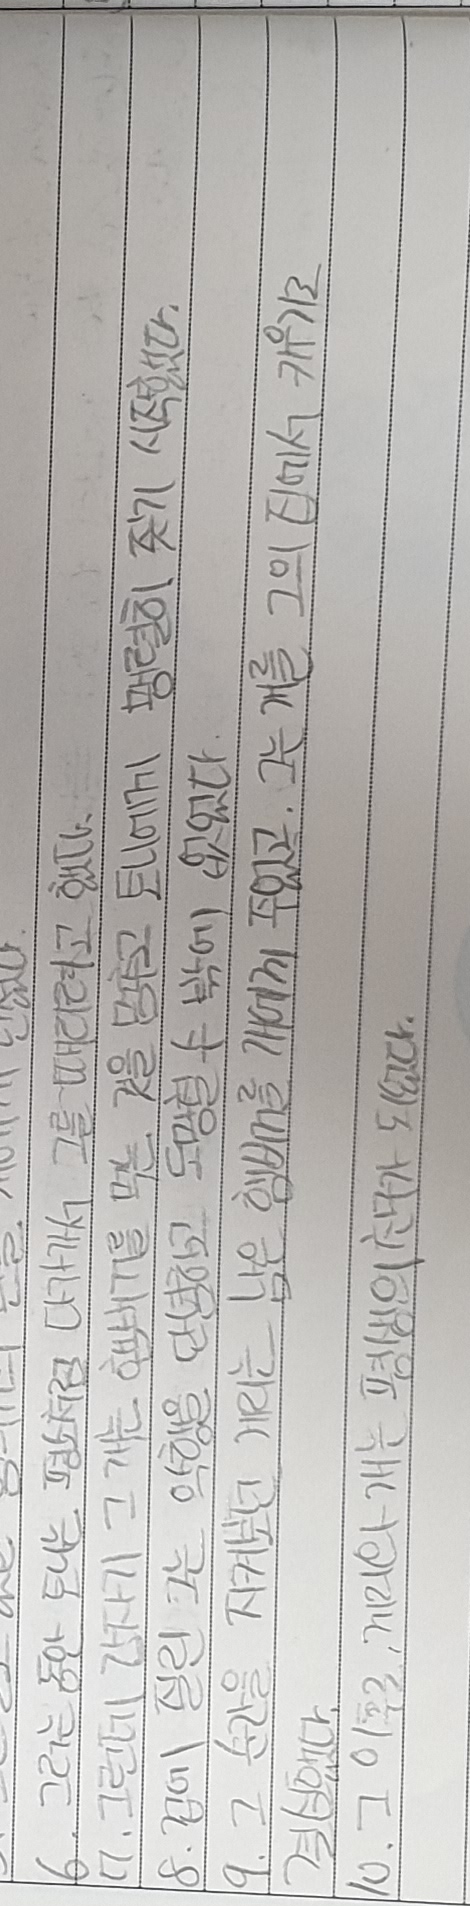 6. 그러는 동안 토니는 평소처럼 다가가서 그를 때리려고 했다.
7. 그런데 갑자기 그 개는 햄버거를 먹는 것을 멈추고 토니에게 맹렬히 짖기 시작했다.
8. 겁에 질린 그는 악행을 단념하고 도망칠 수 밖에 없었다.
9. 그 순간을 지켜보던 게리는 남은 햄버거를 개에게 주었고, 그는 개를 그의 집에서 키우기로
결심했다.
10. 그 이후로, 게리와 개는 평생의 친구가 되었다.